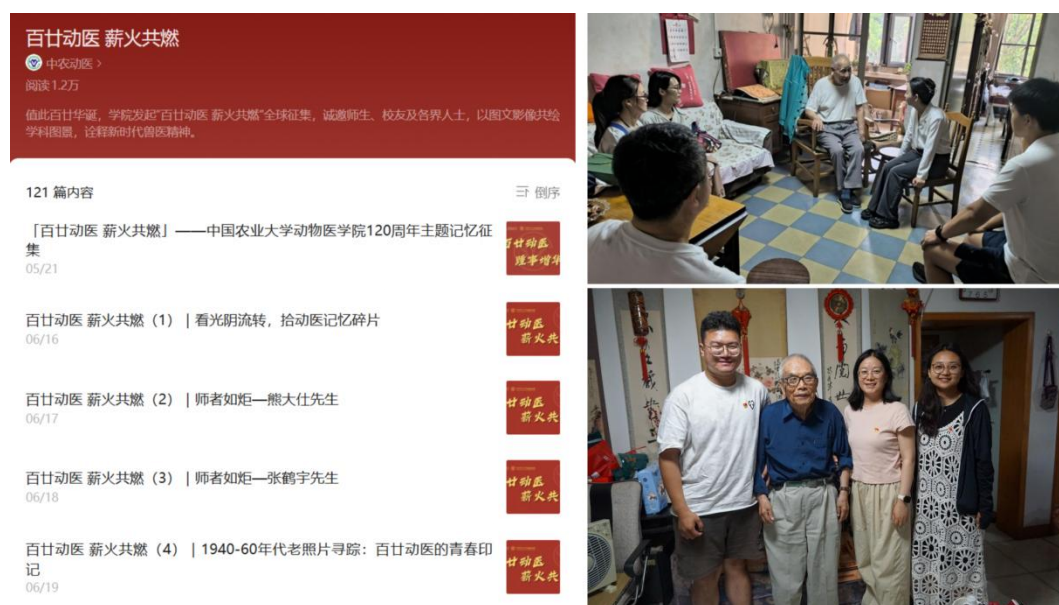 百廿动医 薪火共燃
中农动医 >
阅读 1.2万
值此百廿华诞，学院发起“百廿动医 薪火共燃”全球征集，诚邀师生、校友及各界人士，以图文影像共绘
学科图景，诠释新时代兽医精神。
121 篇内容
倒序
「百廿动医 薪火共燃」——中国农业大学动物医学院120周年主题记忆征
集
05/21
百廿动医 薪火共燃（1）| 看光阴流转，拾动医记忆碎片
06/16
廿动医
薪火共
百廿动医 薪火共燃（2）| 师者如炬—熊大仕先生
06/17
廿动医
薪火共
百廿动医 薪火共燃（3）| 师者如炬—张鹤宇先生
06/18
廿动医
薪火共
百廿动医 薪火共燃（4）| 1940-60年代老照片寻踪：百廿动医的青春印
记
06/19
廿动医
薪火共